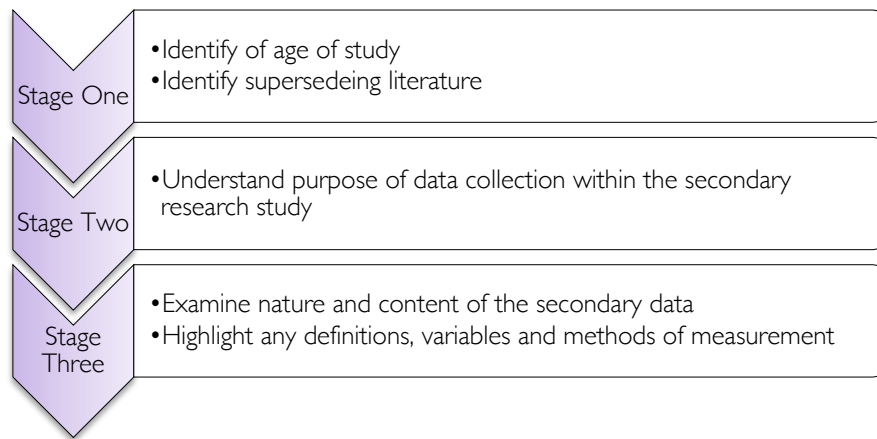 Stage One
•Identify of age of study
•Identify supersedeing literature
Stage Two
•Understand purpose of data collection within the secondary
research study
Stage
Three
•Examine nature and content of the secondary data
•Highlight any definitions, variables and methods of measurement